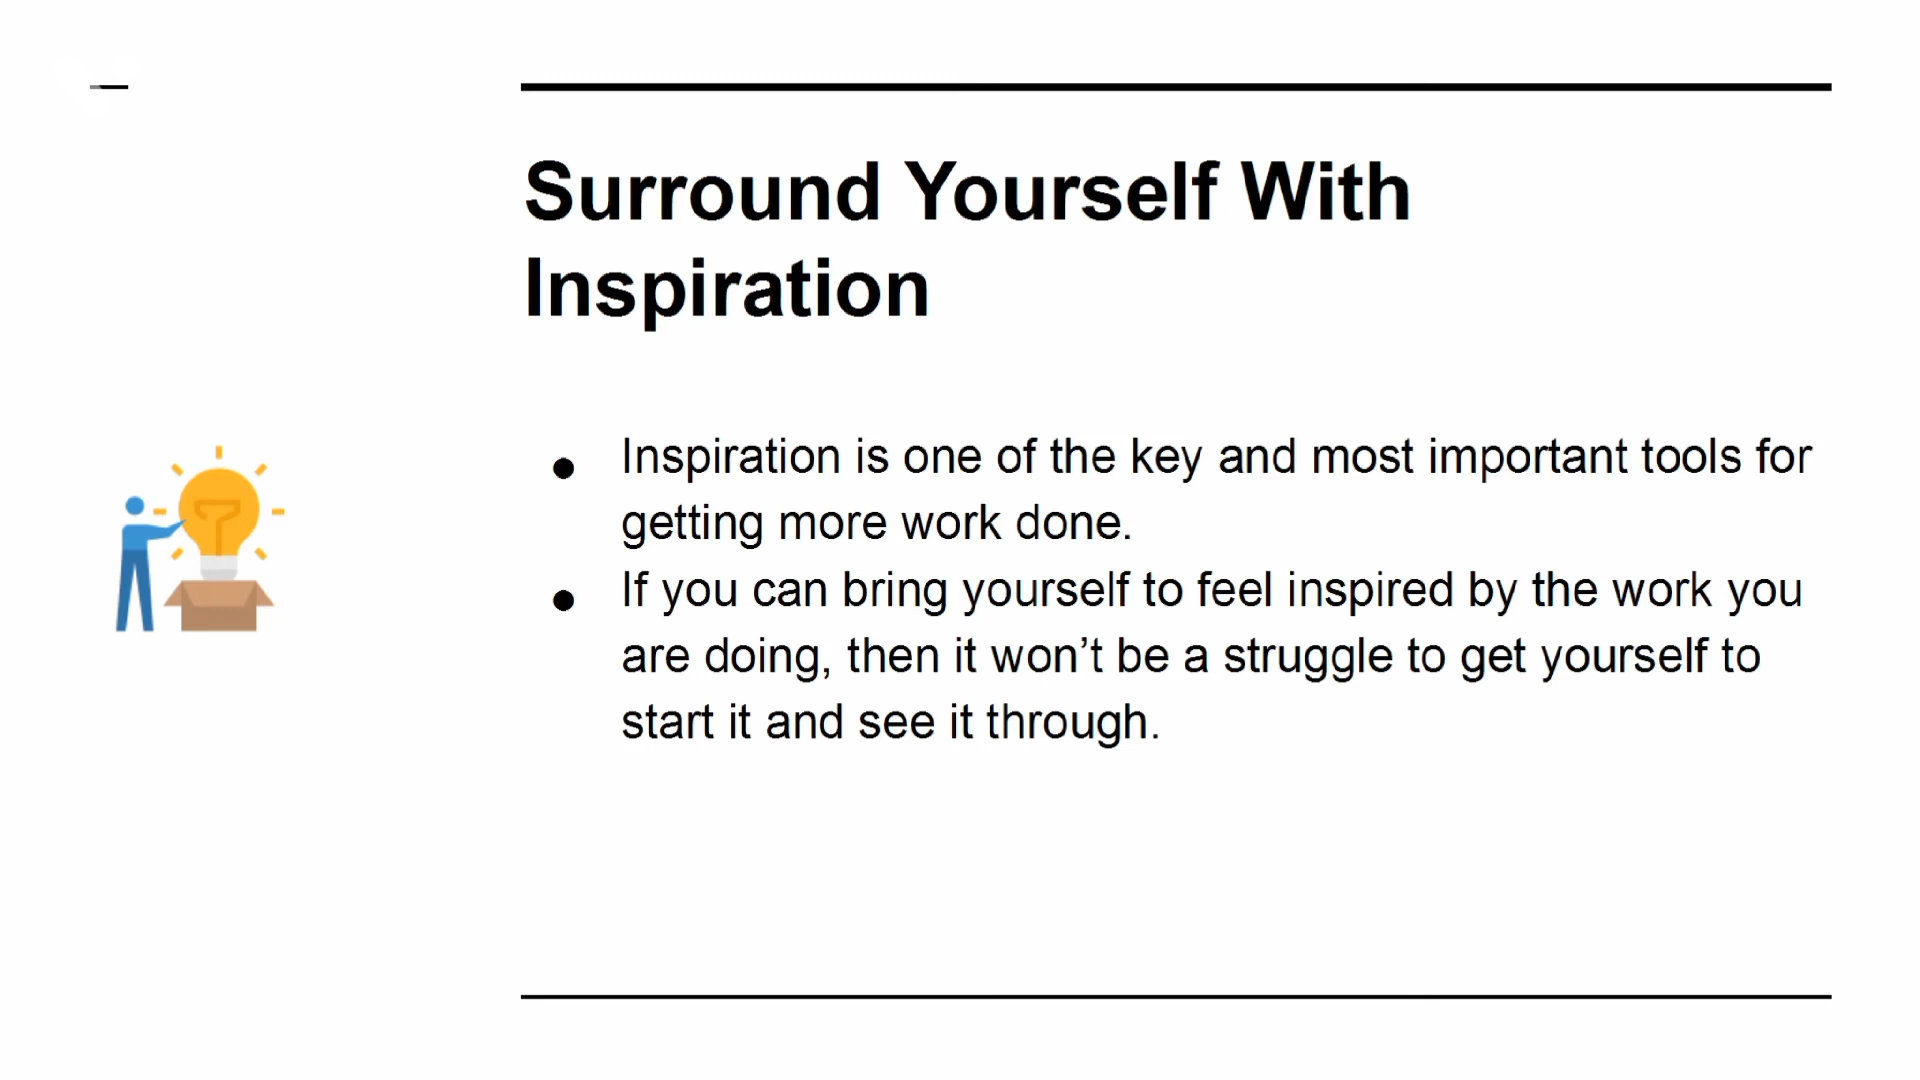 Surround Yourself With
Inspiration
● Inspiration is one of the key and most important tools for
getting more work done.
● If you can bring yourself to feel inspired by the work you
are doing, then it won’t be a struggle to get yourself to
start it and see it through.